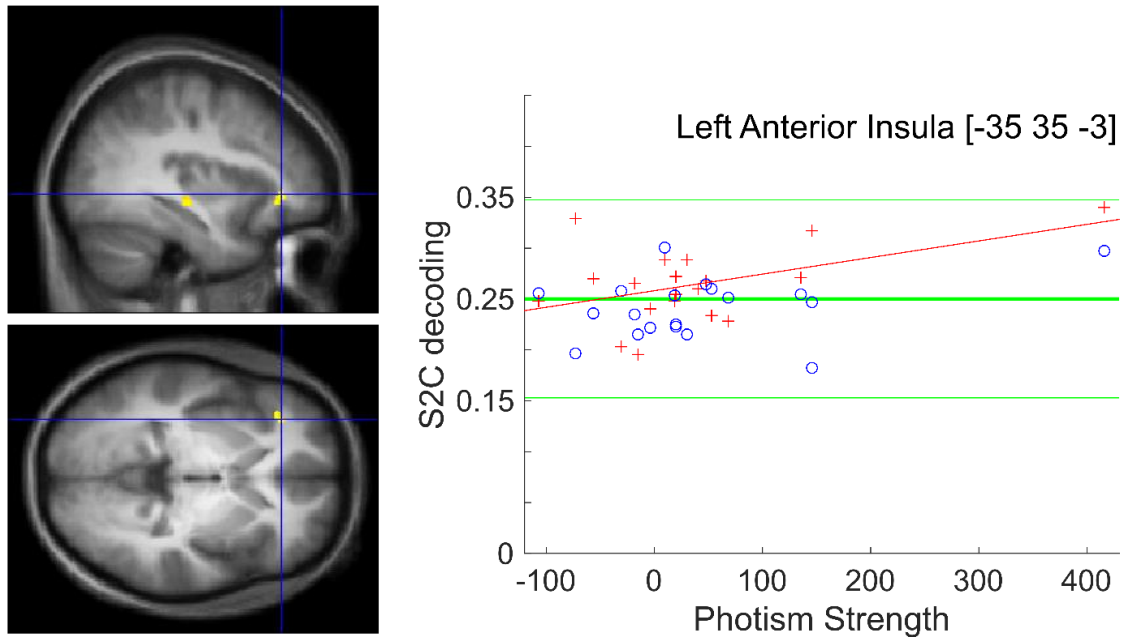 Left Anterior Insula [-35 35 -3]
0.35
0.25
0.15
0
S2C decoding
-100 0 100 200 300 400
Photism Strength